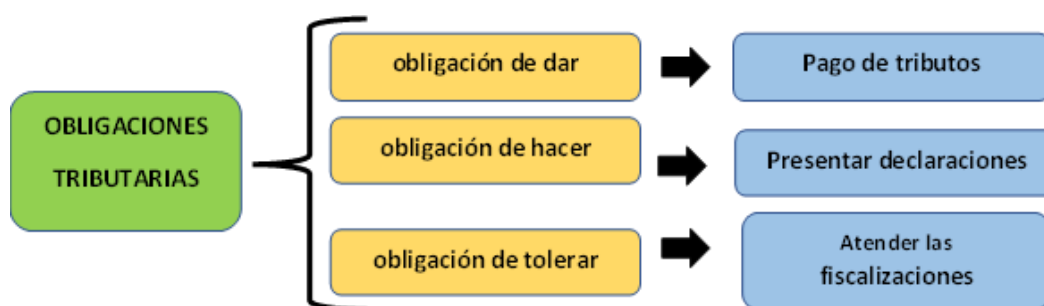 OBLIGACIONES
TRIBUTARIAS
obligación de dar
Pago de tributos
obligación de hacer
Presentar declaraciones
obligación de tolerar
Atender las
fiscalizaciones